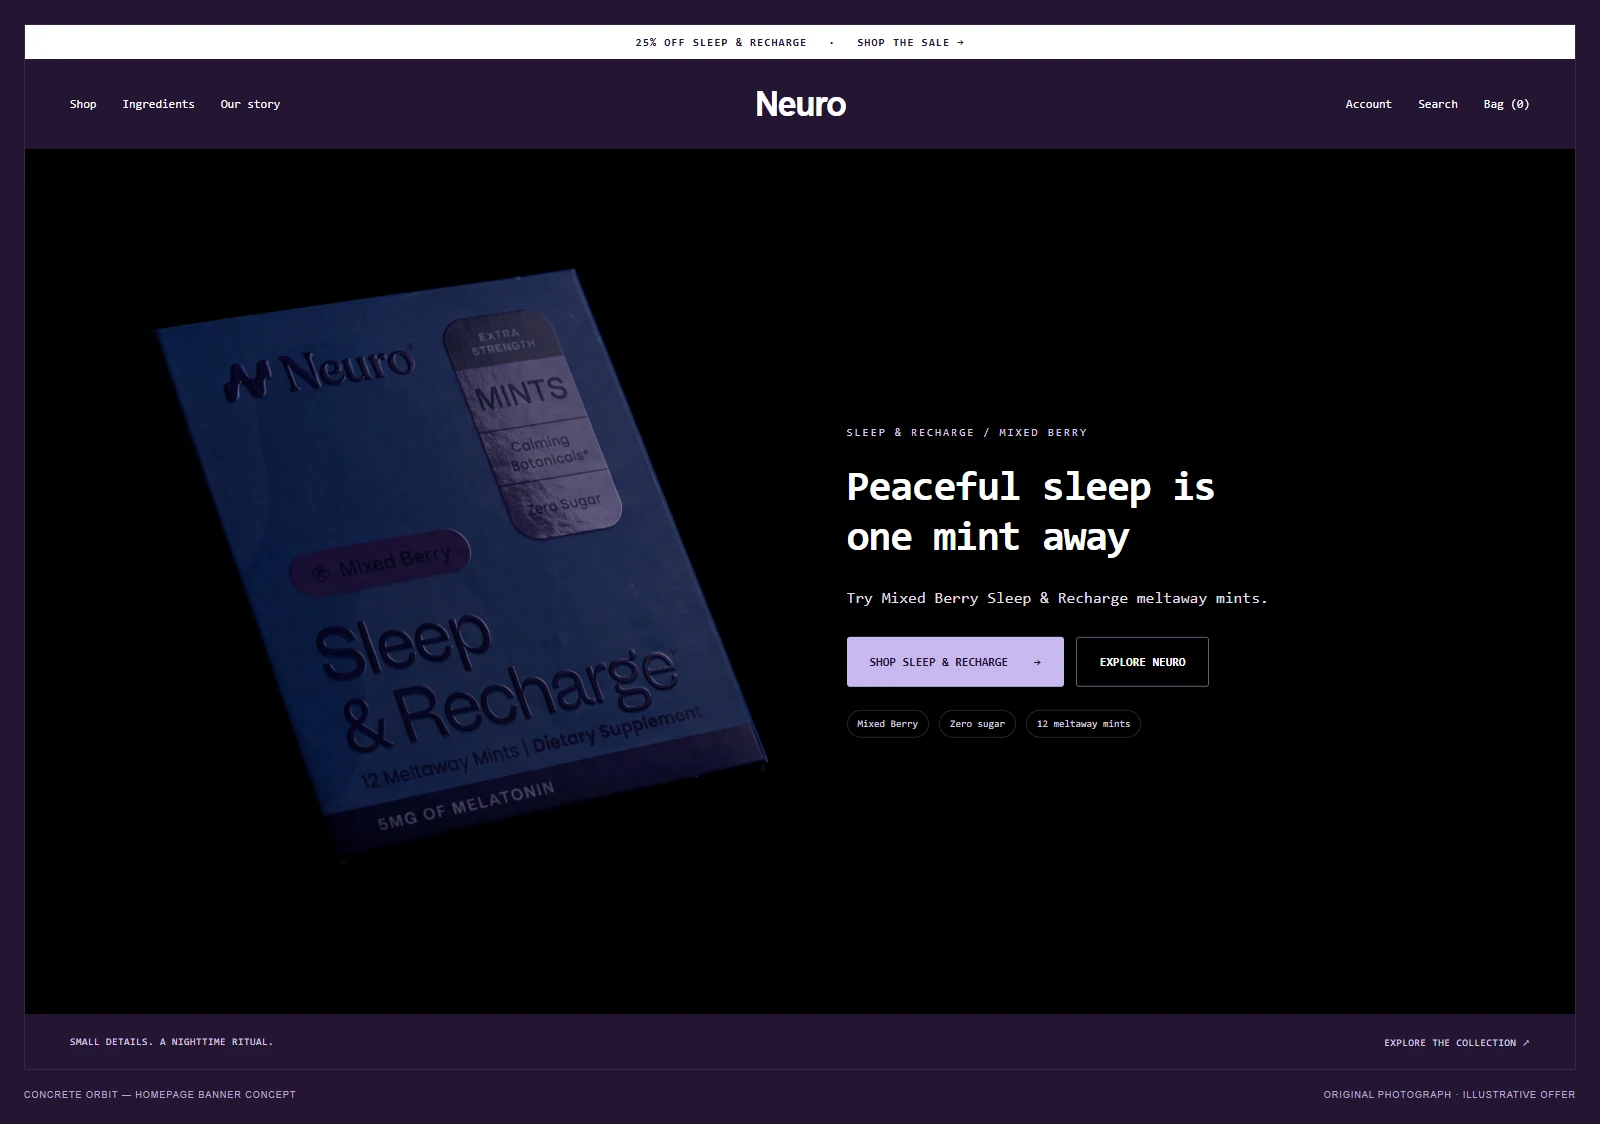 25% OFF SLEEP & RECHARGE · SHOP THE SALE →
Shop Ingredients Our story
Neuro
Account Search Bag (0)
Neuro
EXTRA
STRENGTH
MINTS
Calming
Botanicals*
Zero Sugar
Mixed Berry
Sleep
& Recharge
12 Meltaway Mints | Dietary Supplement
5MG OF MELATONIN
SLEEP & RECHARGE / MIXED BERRY
Peaceful sleep is
one mint away
Try Mixed Berry Sleep & Recharge meltaway mints.
SHOP SLEEP & RECHARGE →
EXPLORE NEURO
Mixed Berry
Zero sugar
12 meltaway mints
SMALL DETAILS. A NIGHTTIME RITUAL.
EXPLORE THE COLLECTION ↗
CONCRETE ORBIT — HOMEPAGE BANNER CONCEPT
ORIGINAL PHOTOGRAPH · ILLUSTRATIVE OFFER